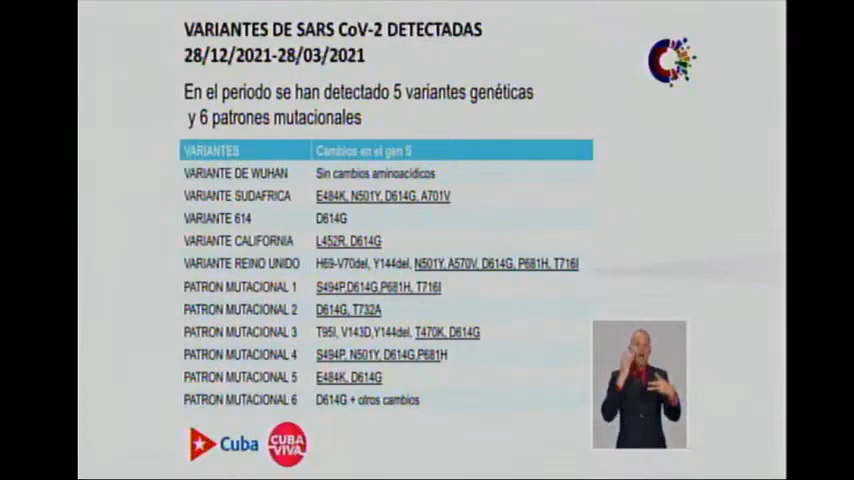 VARIANTES DE SARS CoV-2 DETECTADAS
28/12/2021-28/03/2021
En el periodo se han detectado 5 variantes genéticas
y 6 patrones mutacionales
VARIANTES Cambios en el gen S
VARIANTE DE WUHAN Sin cambios aminoacídicos
VARIANTE SUDAFRICA E484K, N501Y, D614G, A701V
VARIANTE 614 D614G
VARIANTE CALIFORNIA L452R, D614G
VARIANTE REINO UNIDO H69-V70del, Y144del, N501Y, A570V, D614G, P681H, T716I
PATRON MUTACIONAL 1 S494P,D614G,P681H, T716I
PATRON MUTACIONAL 2 D614G, T732A
PATRON MUTACIONAL 3 T95I, V143D,Y144del, T470K, D614G
PATRON MUTACIONAL 4 S494P, N501Y, D614G,P681H
PATRON MUTACIONAL 5 E484K, D614G
PATRON MUTACIONAL 6 D614G + otros cambios
Cuba
CUBA
VIVA